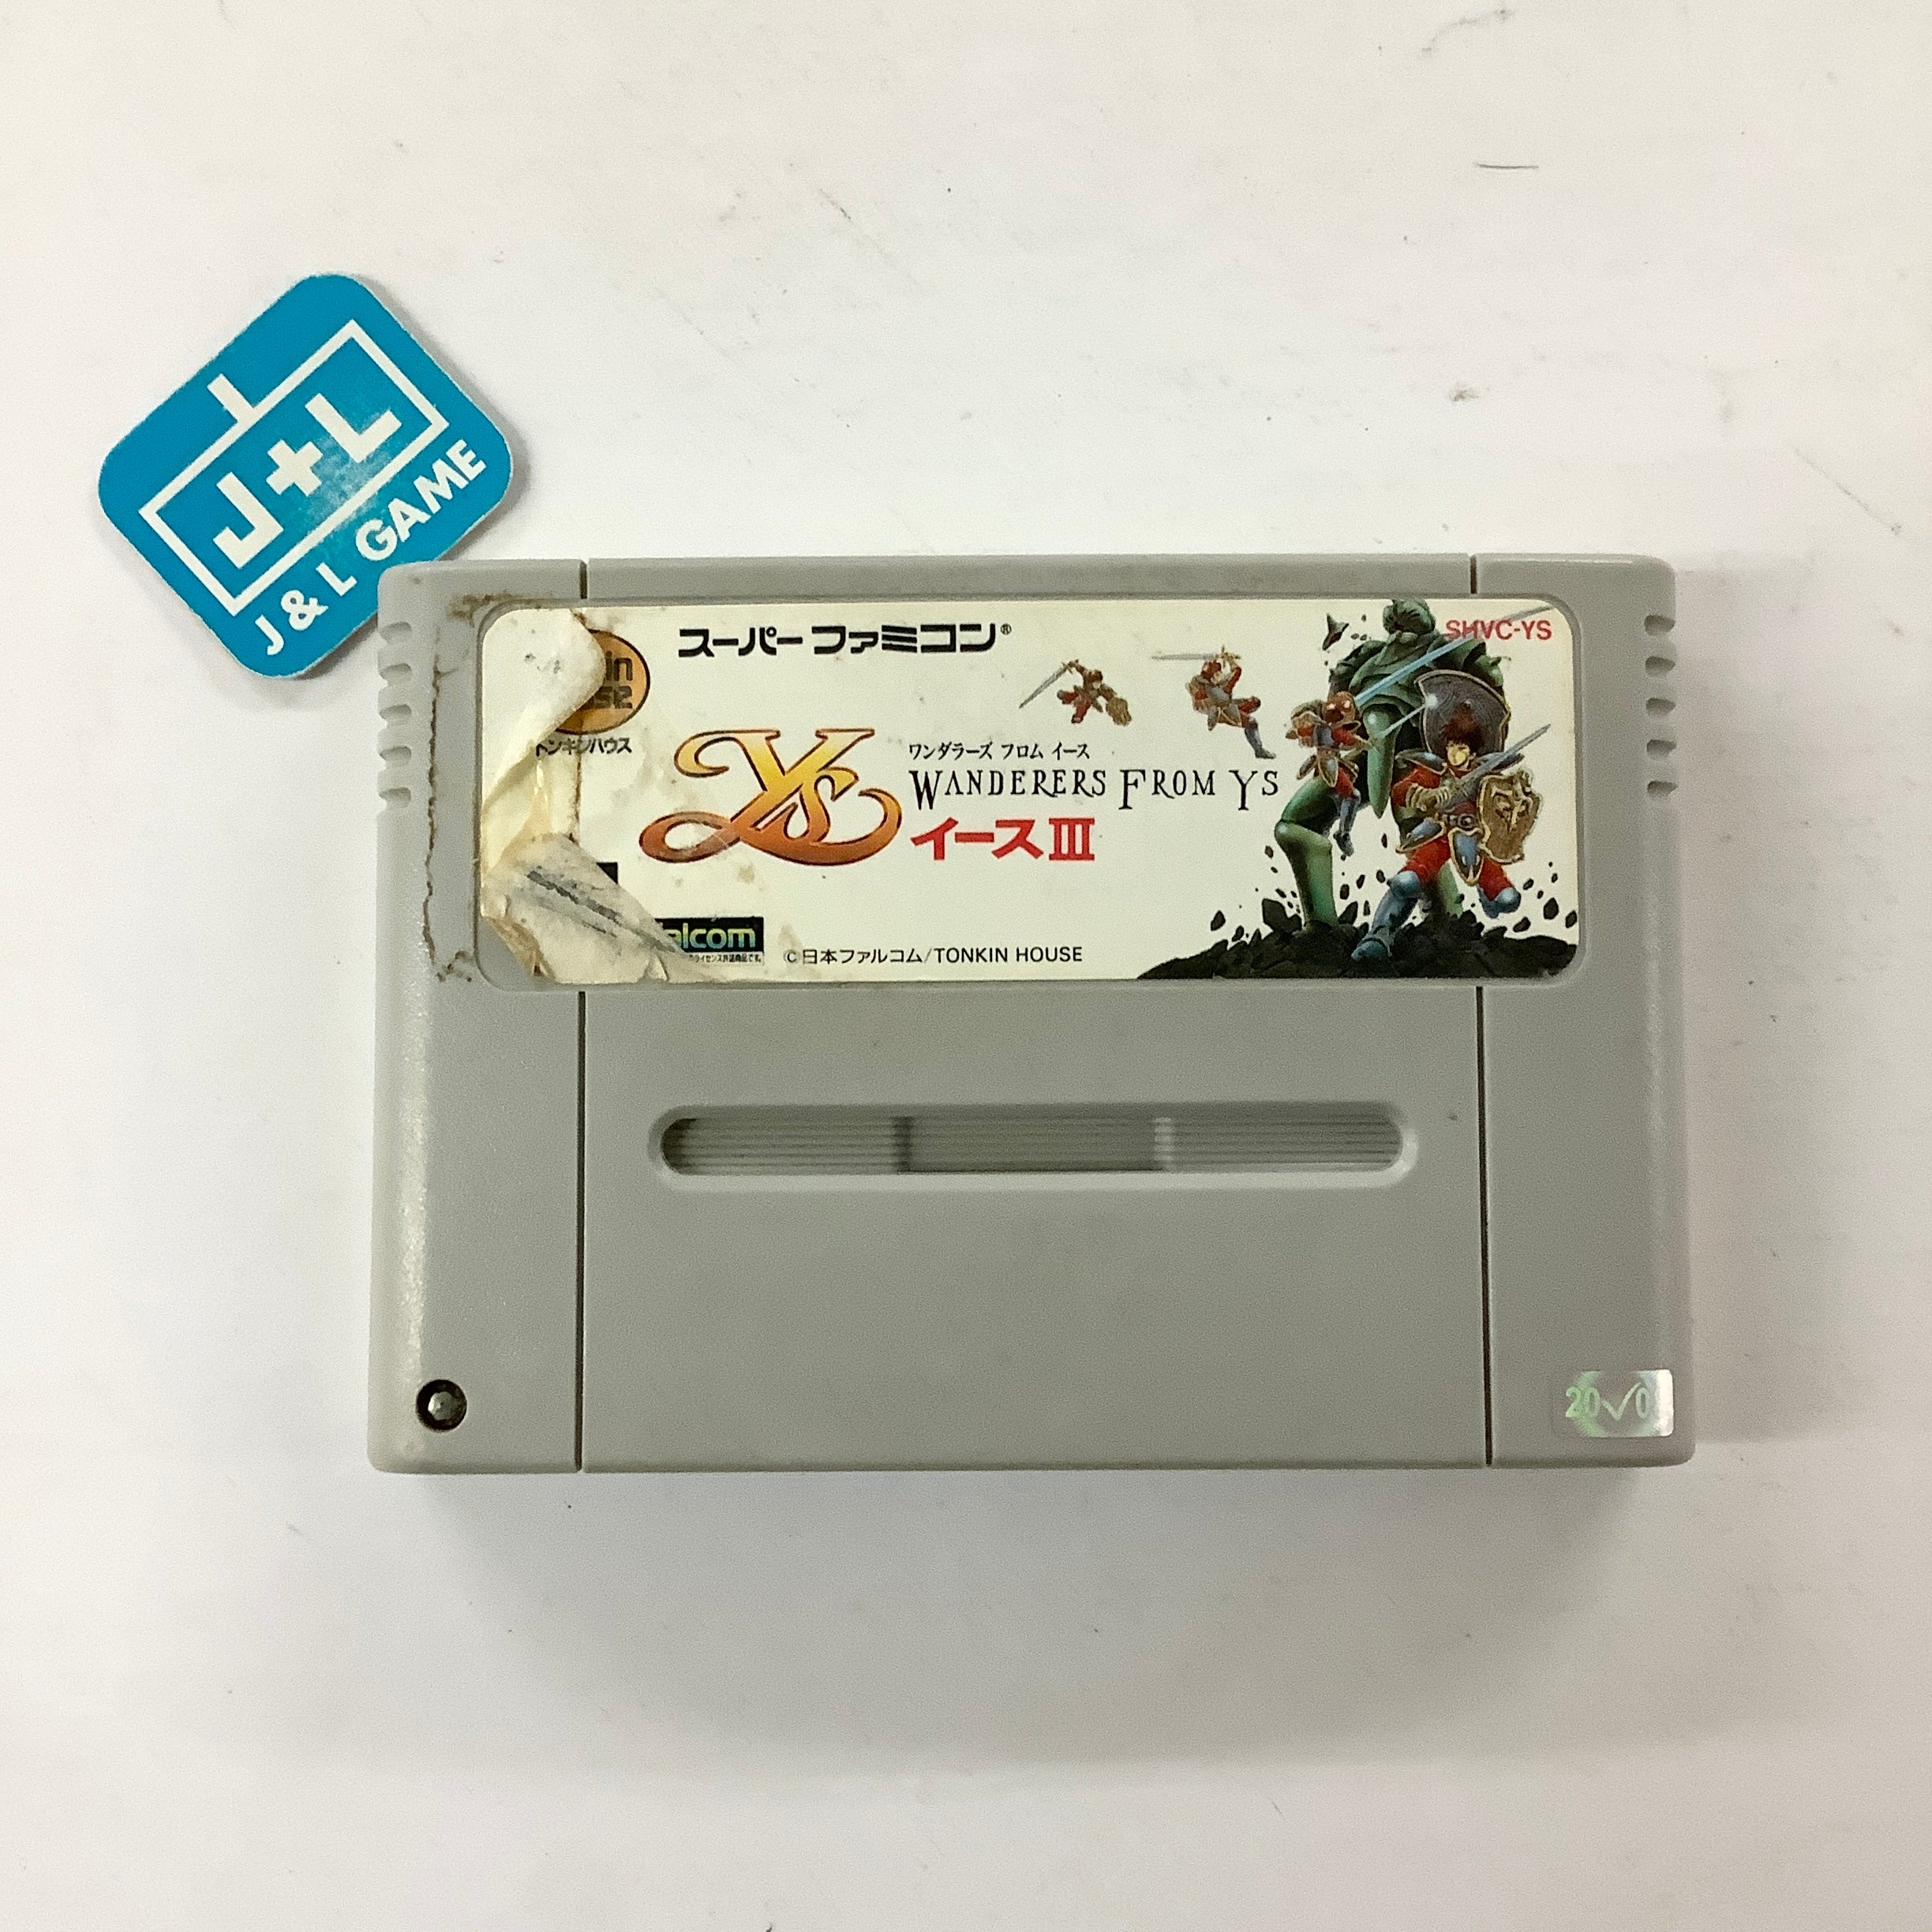 J+L
J & L GAME
スーパーファミコン®
SHVC-YS
トンキンハウス
Ys
ワンダラーズ フロム イース
WANDERERS FROM YS
イースIII
alcom
©日本ファルコム/TONKIN HOUSE